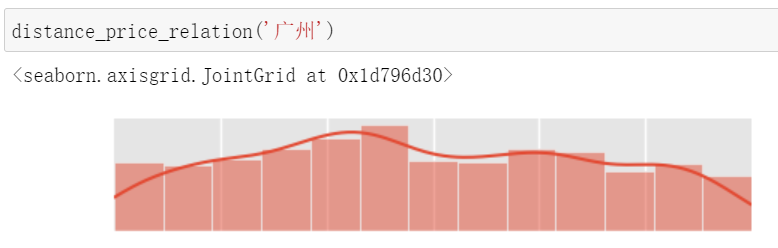 distance_price_relation('广州')
<seaborn.axisgrid.JointGrid at 0x1d796d30>